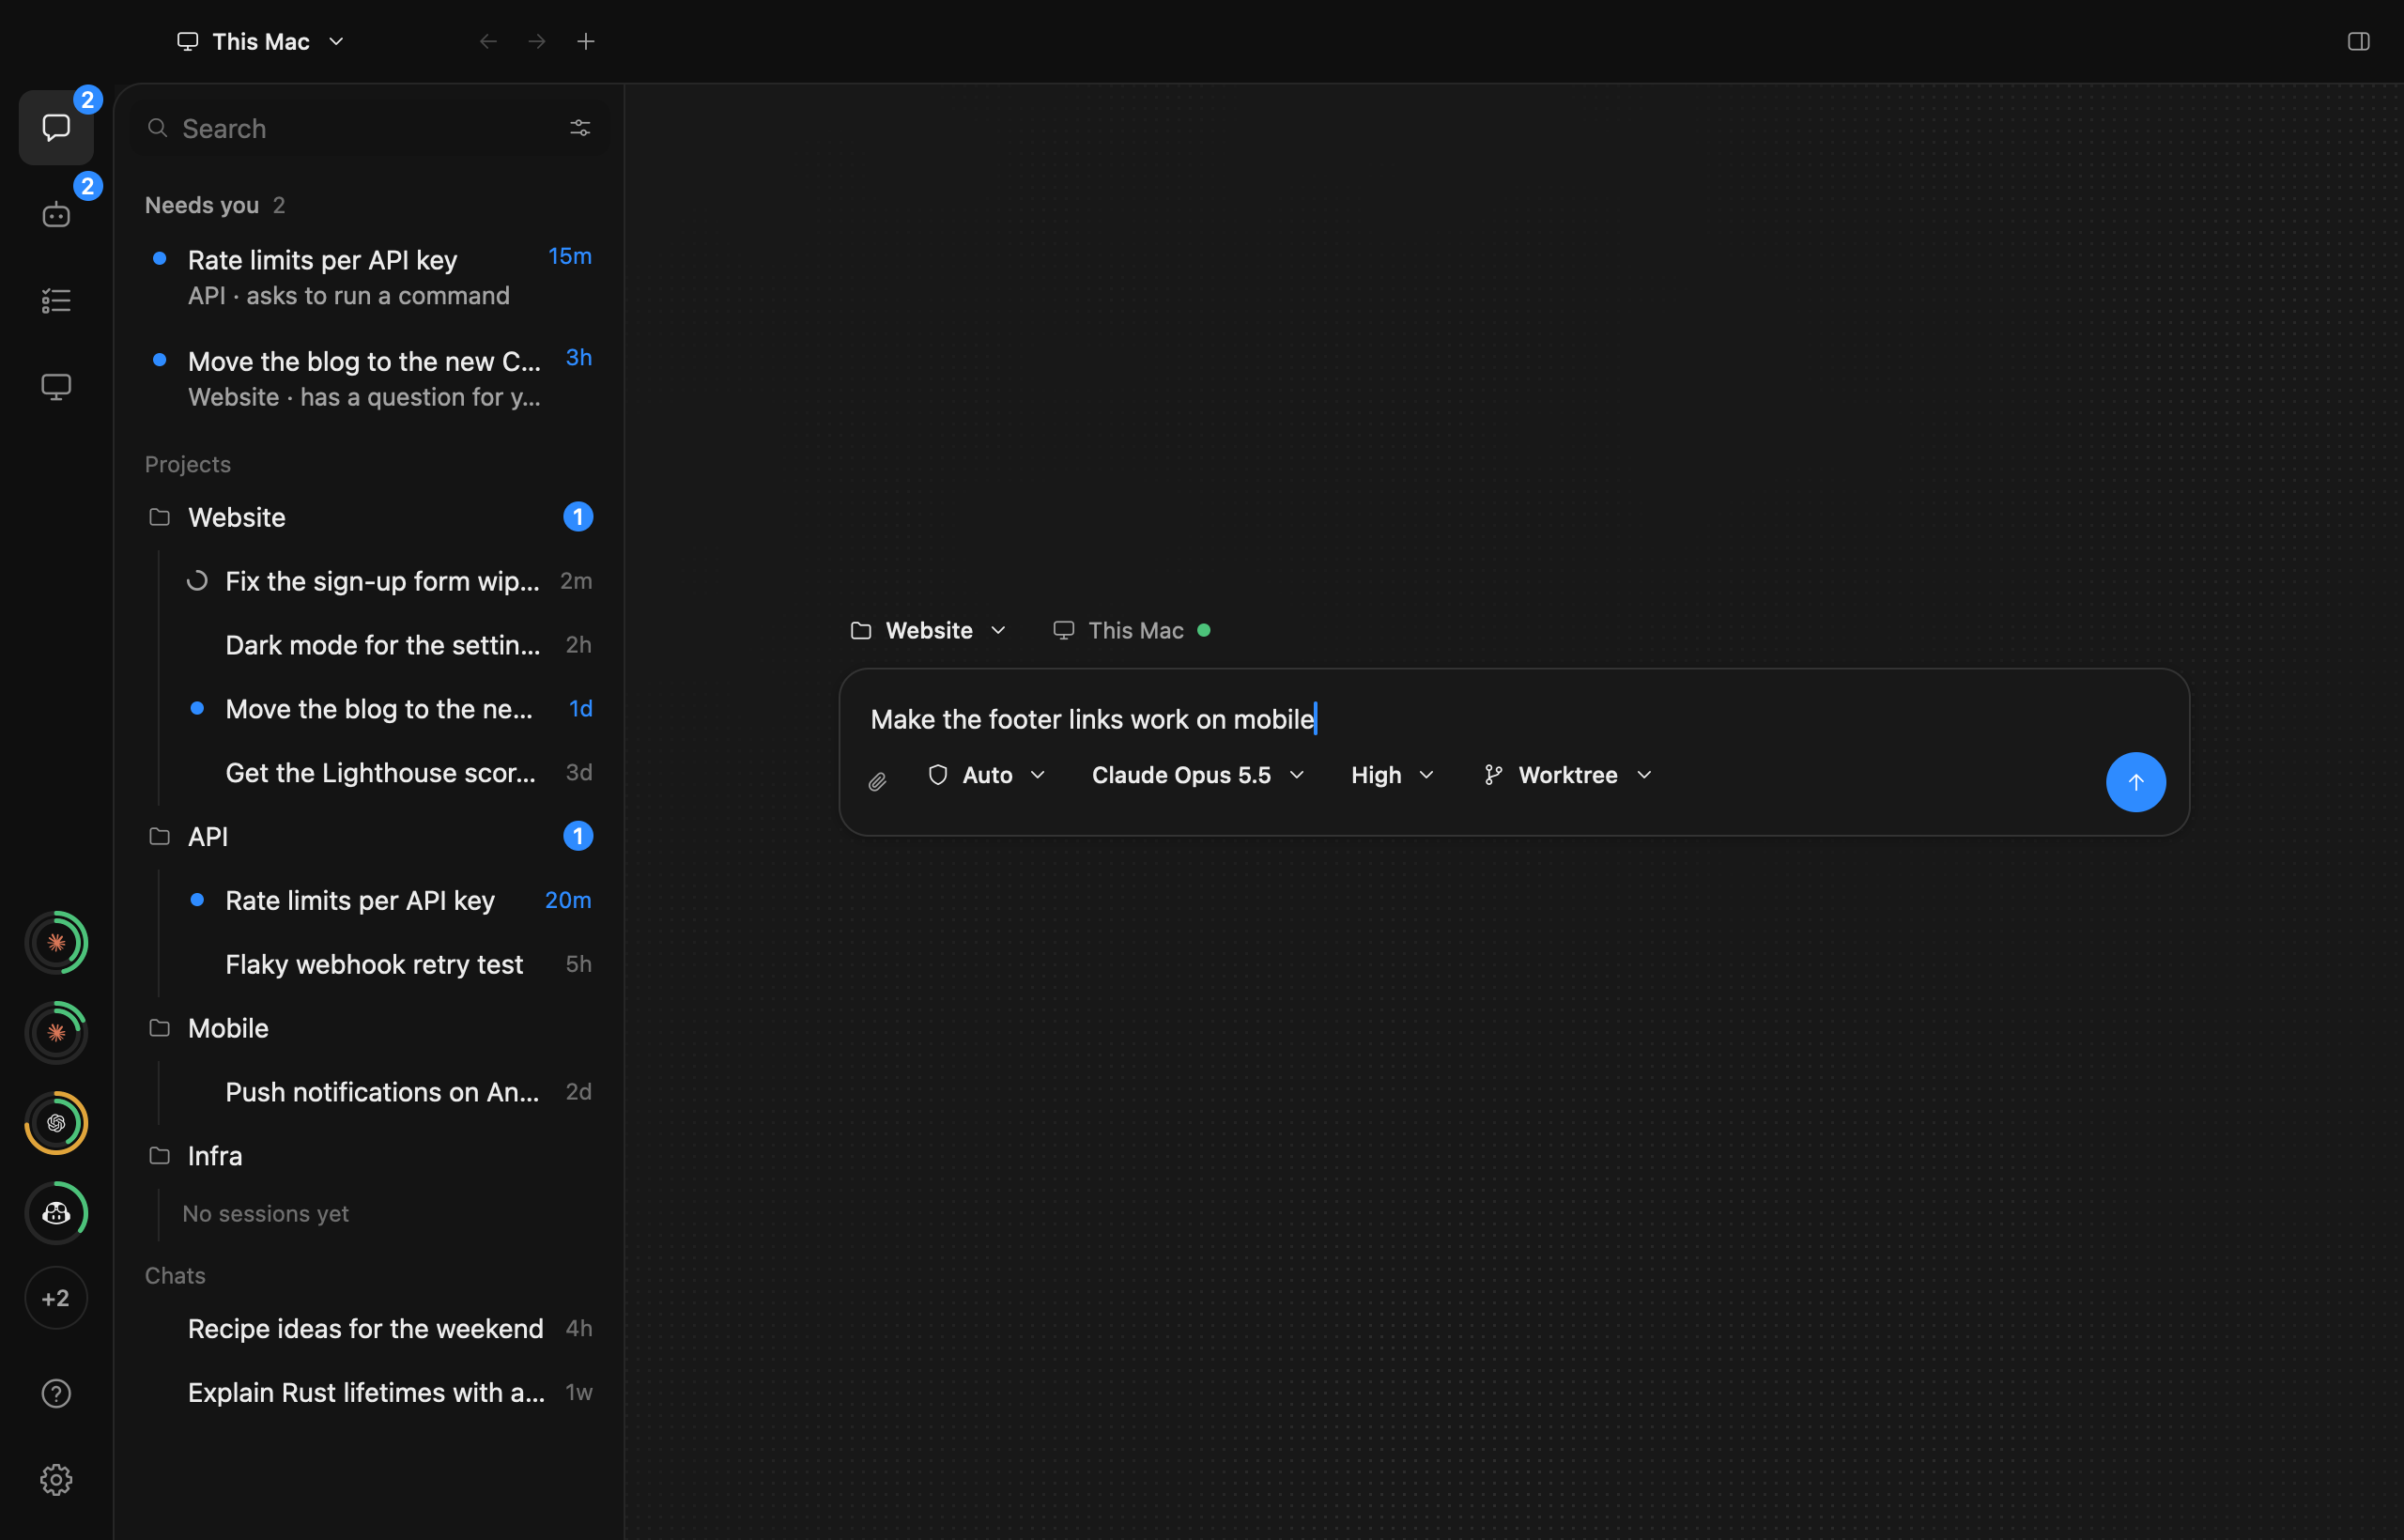 This Mac
2
2
Search
Needs you 2
Rate limits per API key 15m
API · asks to run a command
Move the blog to the new C... 3h
Website · has a question for y...
Projects
Website 1
Fix the sign-up form wip... 2m
Dark mode for the settin... 2h
Move the blog to the ne... 1d
Get the Lighthouse scor... 3d
API 1
Rate limits per API key 20m
Flaky webhook retry test 5h
Mobile
Push notifications on An... 2d
Infra
No sessions yet
Chats
Recipe ideas for the weekend 4h
Explain Rust lifetimes with a... 1w
+2
Website This Mac
Make the footer links work on mobile
Auto Claude Opus 5.5 High Worktree